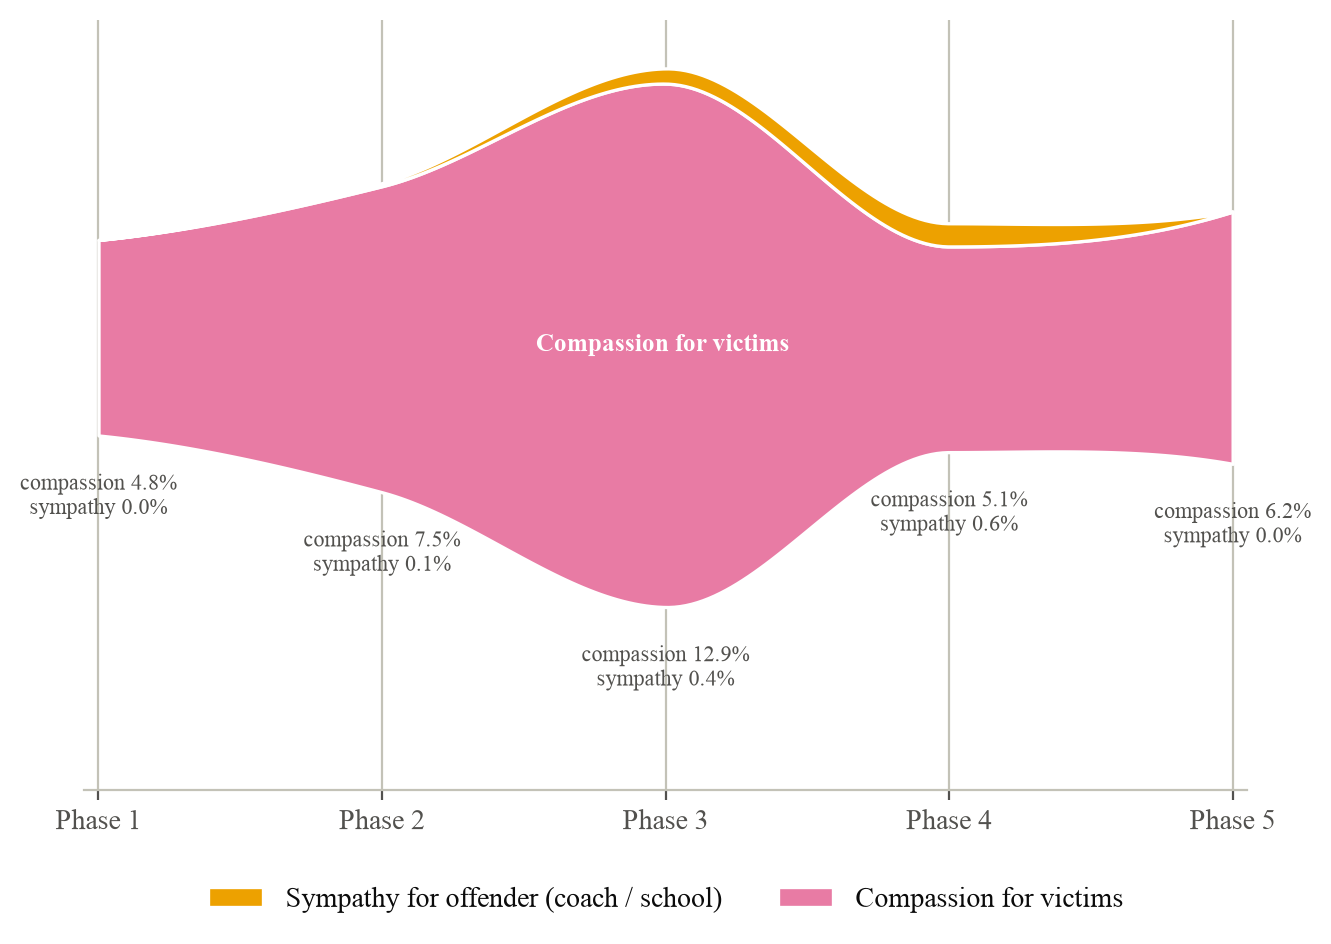 Compassion for victims
compassion 4.8%
sympathy 0.0%
compassion 7.5%
sympathy 0.1%
compassion 12.9%
sympathy 0.4%
compassion 5.1%
sympathy 0.6%
compassion 6.2%
sympathy 0.0%
Phase 1
Phase 2
Phase 3
Phase 4
Phase 5
Sympathy for offender (coach / school)
Compassion for victims